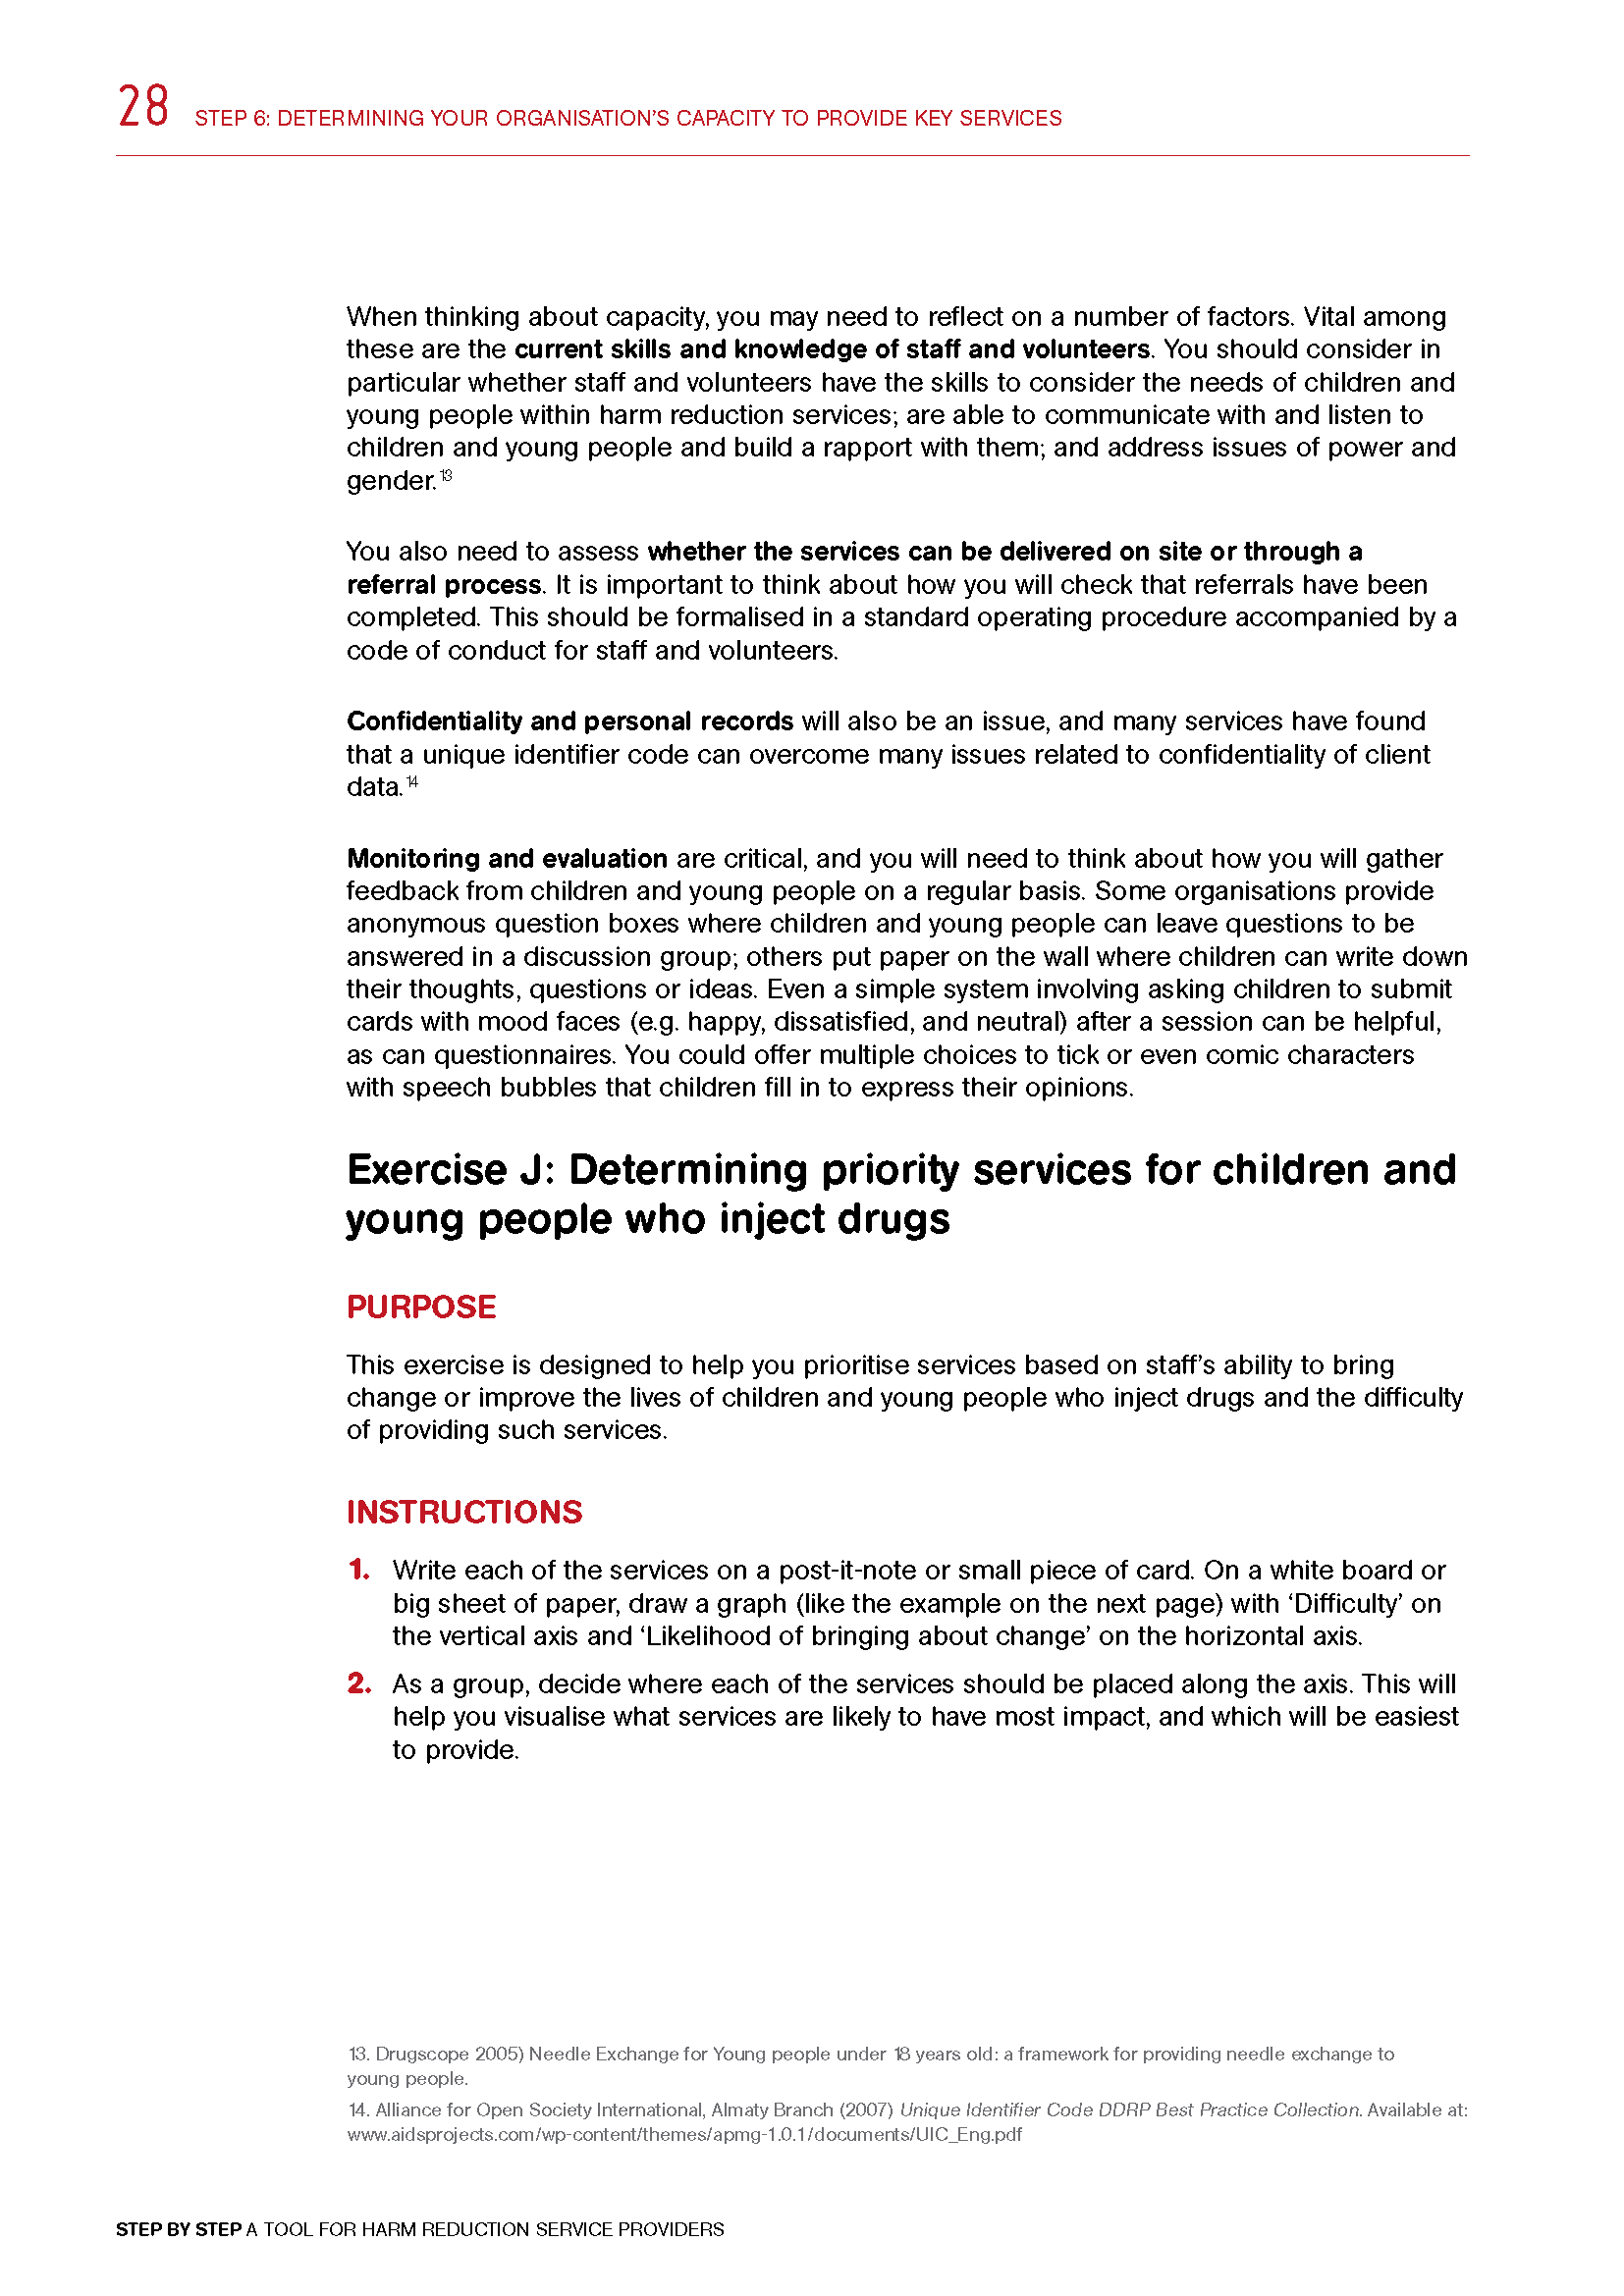 28 STEP 6: DETERMINING YOUR ORGANISATION’S CAPACITY TO PROVIDE KEY SERVICES
When thinking about capacity, you may need to reflect on a number of factors. Vital among
these are the current skills and knowledge of staff and volunteers. You should consider in
particular whether staff and volunteers have the skills to consider the needs of children and
young people within harm reduction services; are able to communicate with and listen to
children and young people and build a rapport with them; and address issues of power and
gender.13
You also need to assess whether the services can be delivered on site or through a
referral process. It is important to think about how you will check that referrals have been
completed. This should be formalised in a standard operating procedure accompanied by a
code of conduct for staff and volunteers.
Confidentiality and personal records will also be an issue, and many services have found
that a unique identifier code can overcome many issues related to confidentiality of client
data.14
Monitoring and evaluation are critical, and you will need to think about how you will gather
feedback from children and young people on a regular basis. Some organisations provide
anonymous question boxes where children and young people can leave questions to be
answered in a discussion group; others put paper on the wall where children can write down
their thoughts, questions or ideas. Even a simple system involving asking children to submit
cards with mood faces (e.g. happy, dissatisfied, and neutral) after a session can be helpful,
as can questionnaires. You could offer multiple choices to tick or even comic characters
with speech bubbles that children fill in to express their opinions.
Exercise J: Determining priority services for children and
young people who inject drugs
PURPOSE
This exercise is designed to help you prioritise services based on staff’s ability to bring
change or improve the lives of children and young people who inject drugs and the difficulty
of providing such services.
INSTRUCTIONS
1. Write each of the services on a post-it-note or small piece of card. On a white board or
big sheet of paper, draw a graph (like the example on the next page) with ‘Difficulty’ on
the vertical axis and ‘Likelihood of bringing about change’ on the horizontal axis.
2. As a group, decide where each of the services should be placed along the axis. This will
help you visualise what services are likely to have most impact, and which will be easiest
to provide.
13. Drugscope 2005) Needle Exchange for Young people under 18 years old: a framework for providing needle exchange to
young people.
14. Alliance for Open Society International, Almaty Branch (2007) Unique Identifier Code DDRP Best Practice Collection. Available at:
www.aidsprojects.com/wp-content/themes/apmg-1.0.1/documents/UIC_Eng.pdf
STEP BY STEP A TOOL FOR HARM REDUCTION SERVICE PROVIDERS